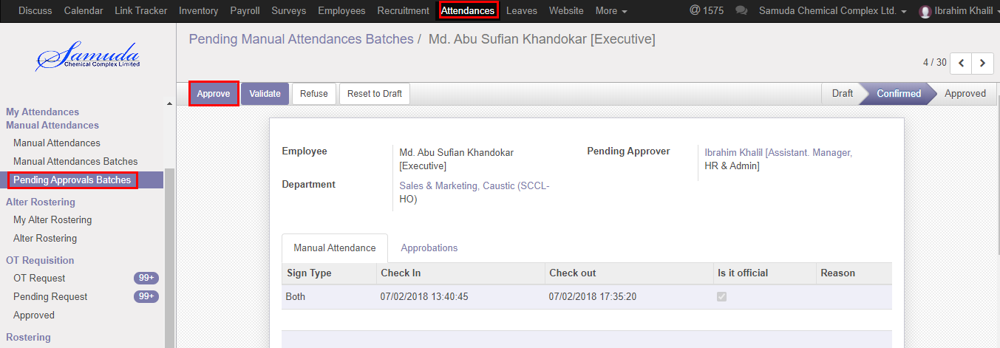 Discuss Calendar Link Tracker Inventory Payroll Surveys Employees Recruitment Attendances Leaves Website More @ 1575 Samuda Chemical Complex Ltd. Ibrahim Khalil
Samuda
Chemical Complex Limited
My Attendances
Manual Attendances
Manual Attendances
Manual Attendances Batches
Pending Approvals Batches
Alter Rostering
My Alter Rostering
Alter Rostering
OT Requisition
OT Request 99+
Pending Request 99+
Approved
Rostering
Pending Manual Attendances Batches / Md. Abu Sufian Khandokar [Executive]
4 / 30
Approve Validate Refuse Reset to Draft Draft Confirmed Approved
Employee Md. Abu Sufian Khandokar
[Executive]
Pending Approver Ibrahim Khalil [Assistant. Manager,
HR & Admin]
Department Sales & Marketing, Caustic (SCCL-
HO)
Manual Attendance Approbations
Sign Type Check In Check out Is it official Reason
Both 07/02/2018 13:40:45 07/02/2018 17:35:20